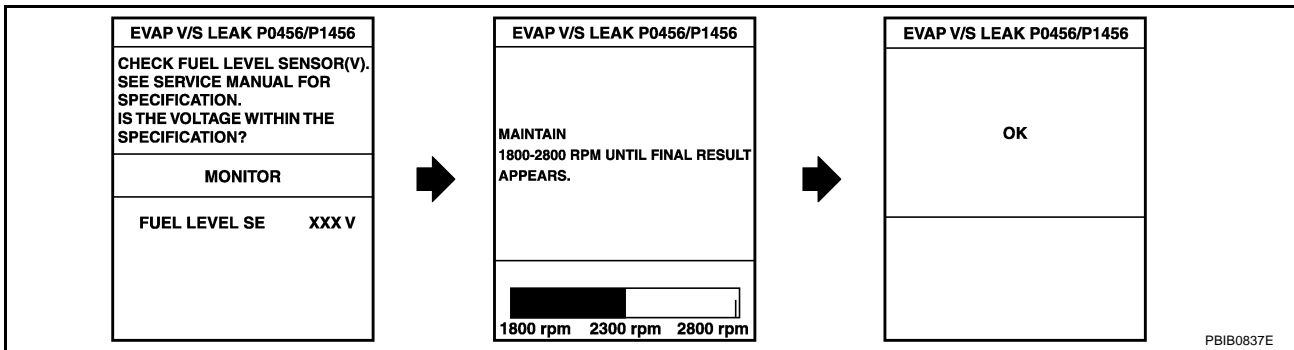 EVAP V/S LEAK P0456/P1456
CHECK FUEL LEVEL SENSOR(V).
SEE SERVICE MANUAL FOR
SPECIFICATION.
IS THE VOLTAGE WITHIN THE
SPECIFICATION?
MONITOR
FUEL LEVEL SE XXX V
EVAP V/S LEAK P0456/P1456
MAINTAIN
1800-2800 RPM UNTIL FINAL RESULT
APPEARS.
1800 rpm 2300 rpm 2800 rpm
EVAP V/S LEAK P0456/P1456
OK
PBIB0837E